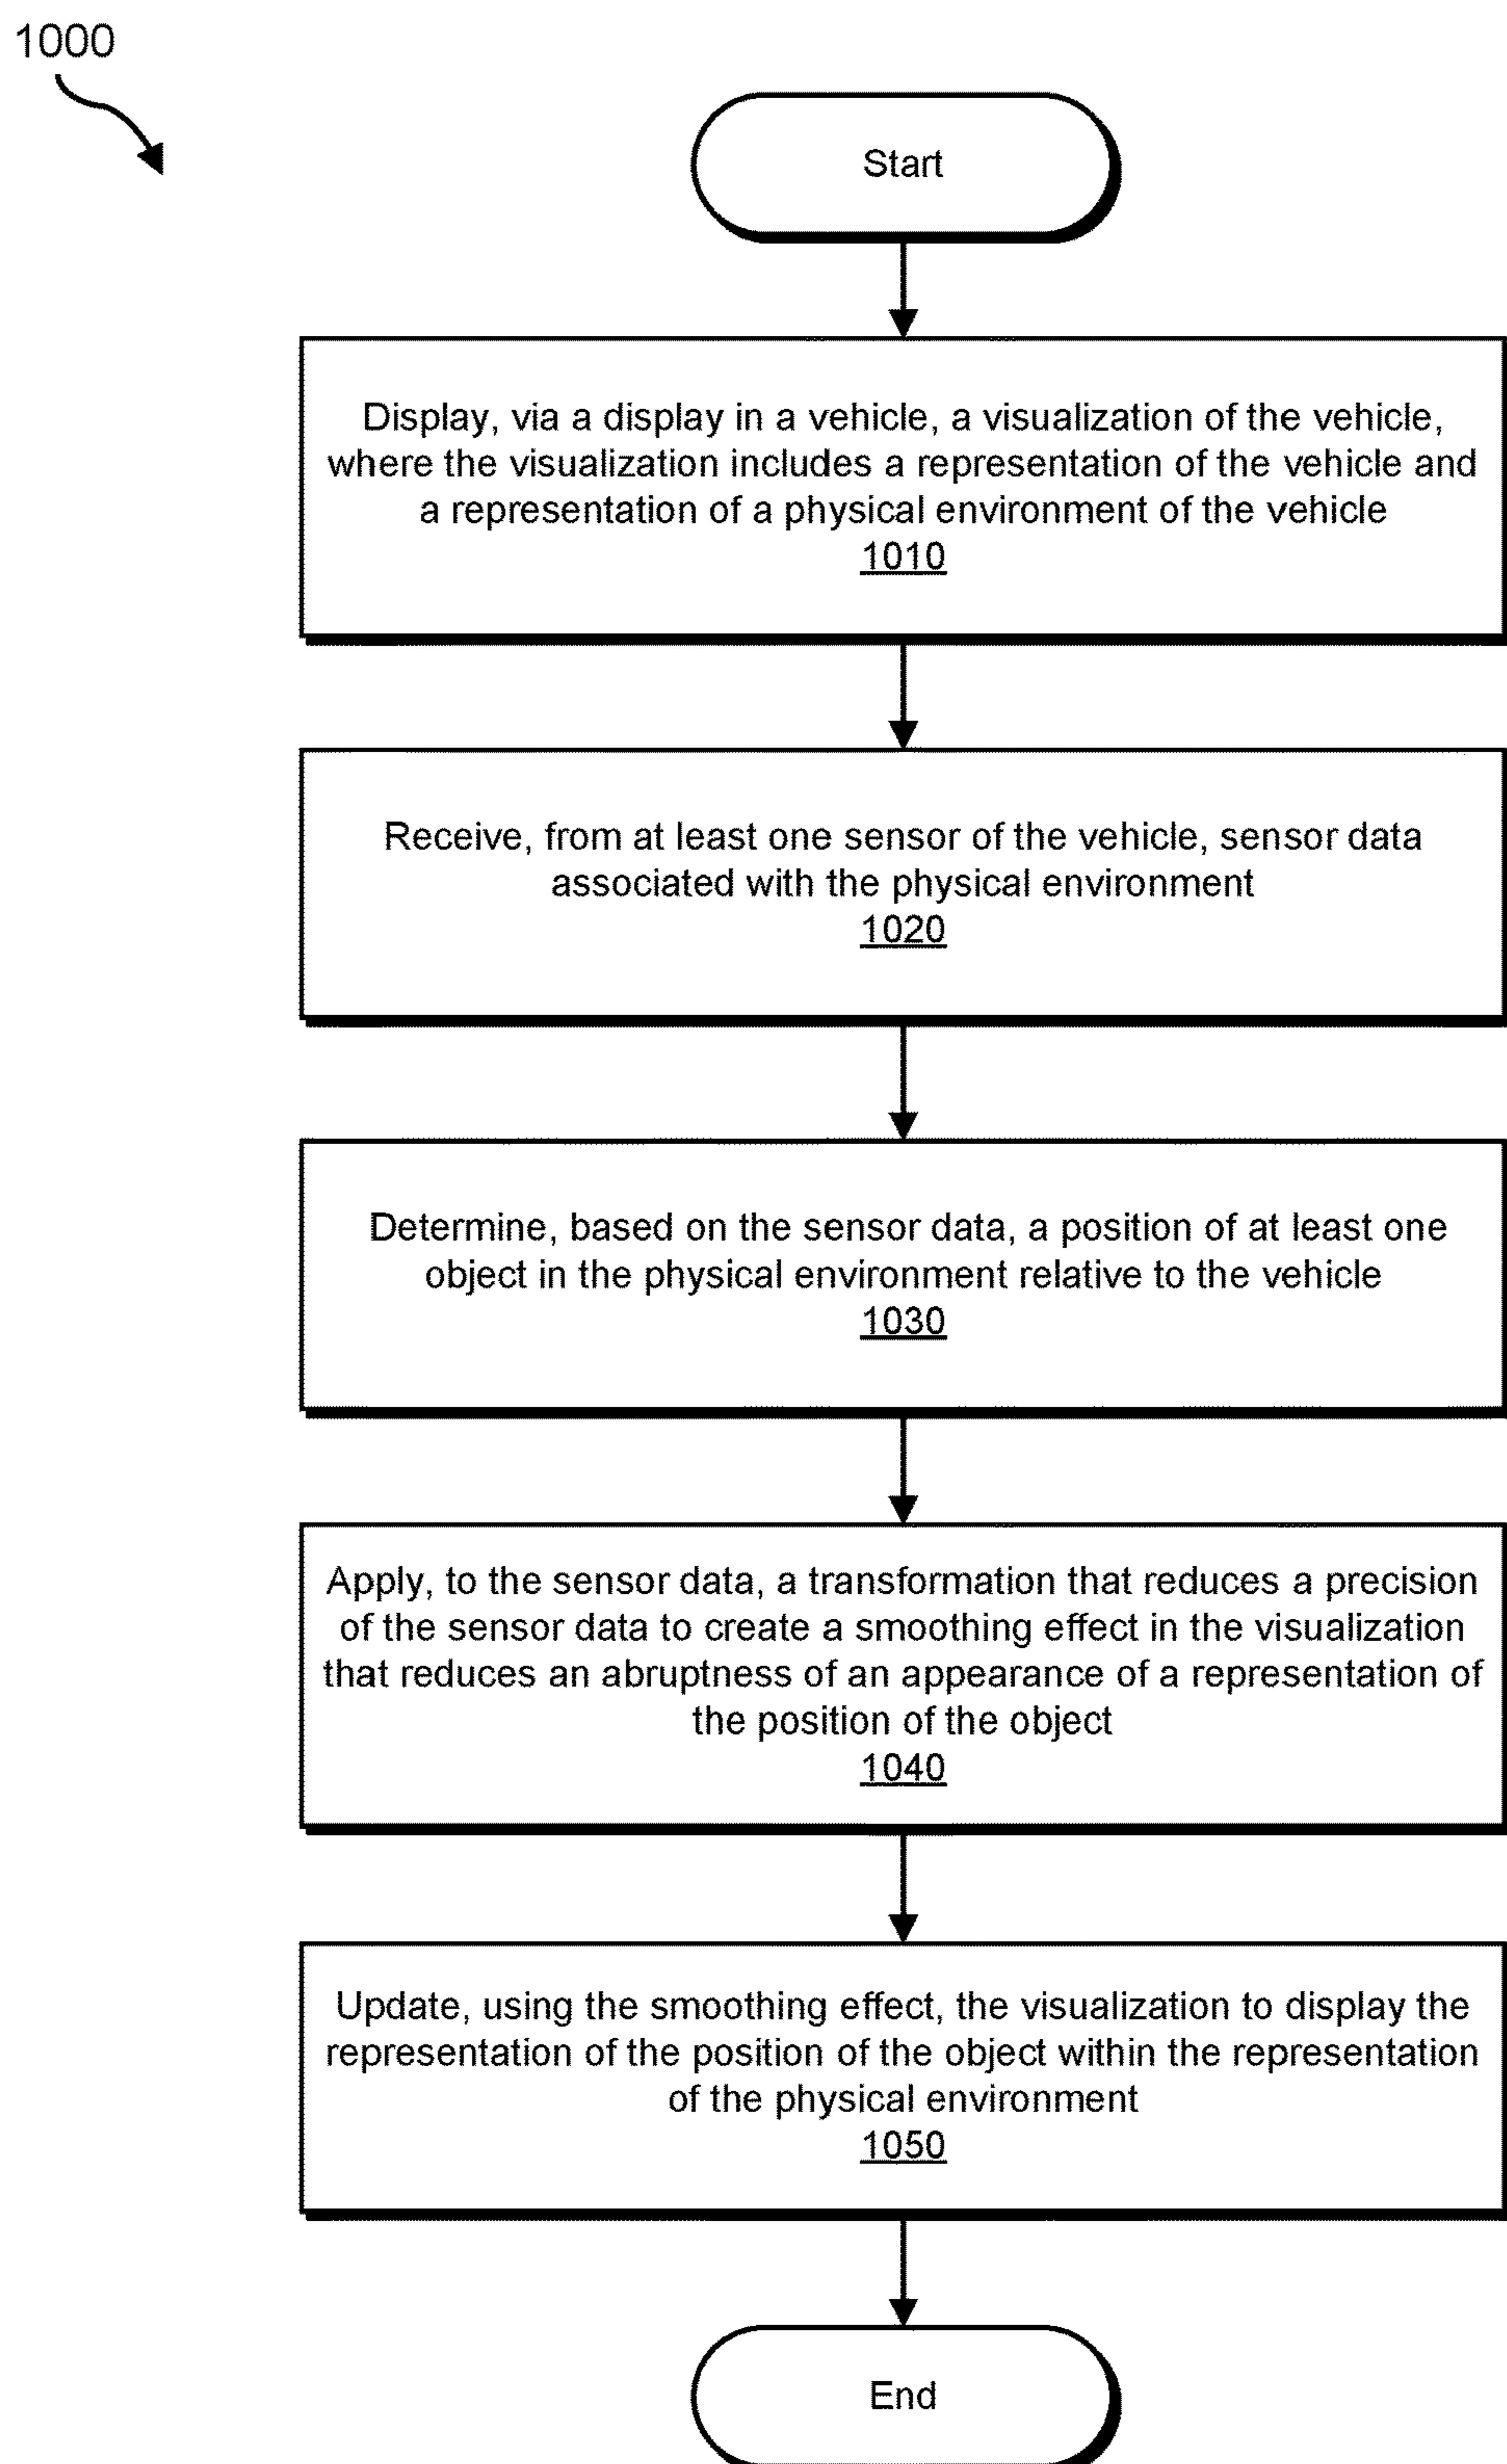 1000
Start
Display, via a display in a vehicle, a visualization of the vehicle,
where the visualization includes a representation of the vehicle and
a representation of a physical environment of the vehicle
1010
Receive, from at least one sensor of the vehicle, sensor data
associated with the physical environment
1020
Determine, based on the sensor data, a position of at least one
object in the physical environment relative to the vehicle
1030
Apply, to the sensor data, a transformation that reduces a precision
of the sensor data to create a smoothing effect in the visualization
that reduces an abruptness of an appearance of a representation of
the position of the object
1040
Update, using the smoothing effect, the visualization to display the
representation of the position of the object within the representation
of the physical environment
1050
End